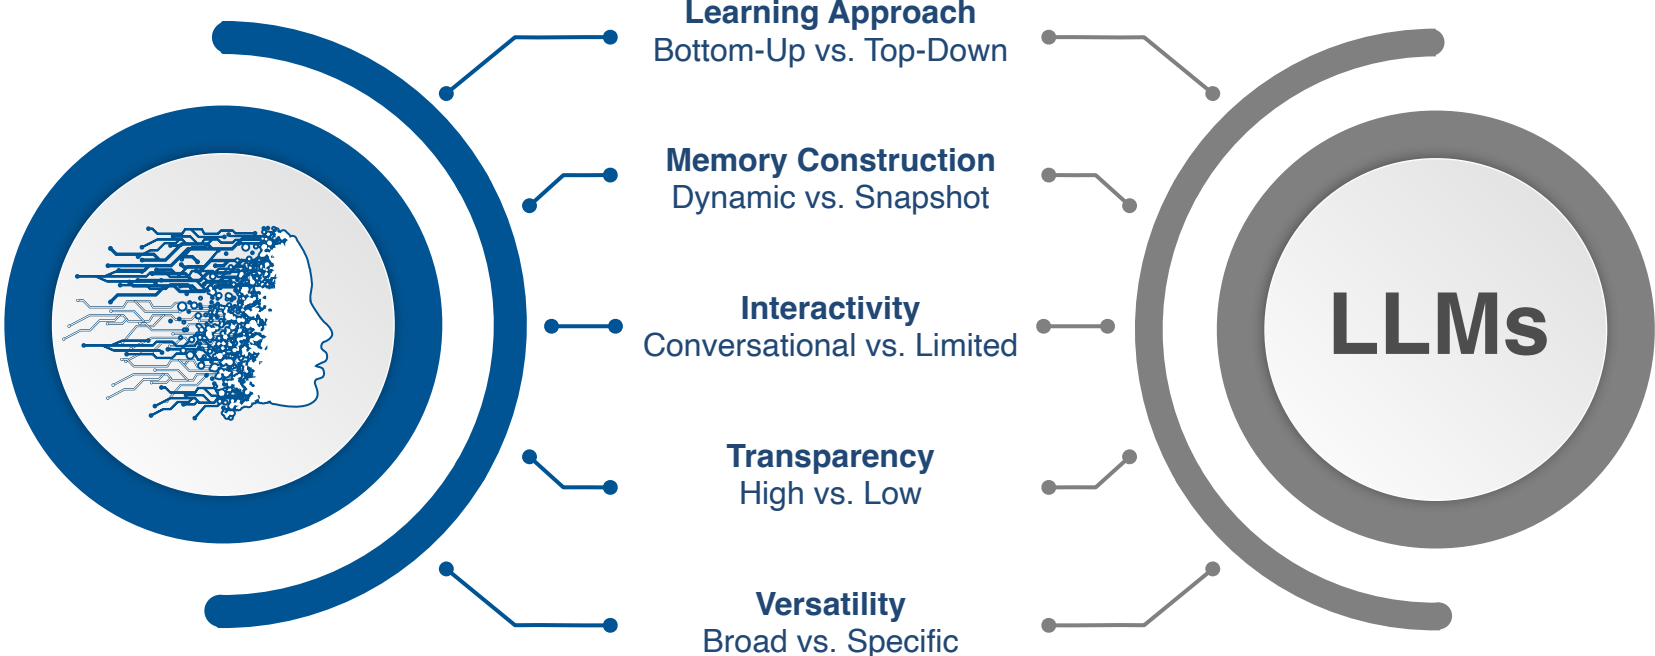 Learning Approach
Bottom-Up vs. Top-Down
Memory Construction
Dynamic vs. Snapshot
Interactivity
Conversational vs. Limited
LLMs
Transparency
High vs. Low
Versatility
Broad vs. Specific